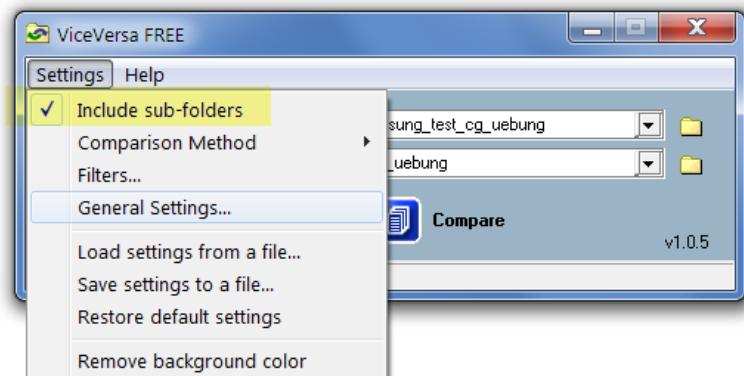 ViceVersa FREE
Settings Help
Include sub-folders
Comparison Method
Filters...
General Settings...
Load settings from a file...
Save settings to a file...
Restore default settings
Remove background color
sung_test_cg_uebung
_uebung
Compare
v1.0.5